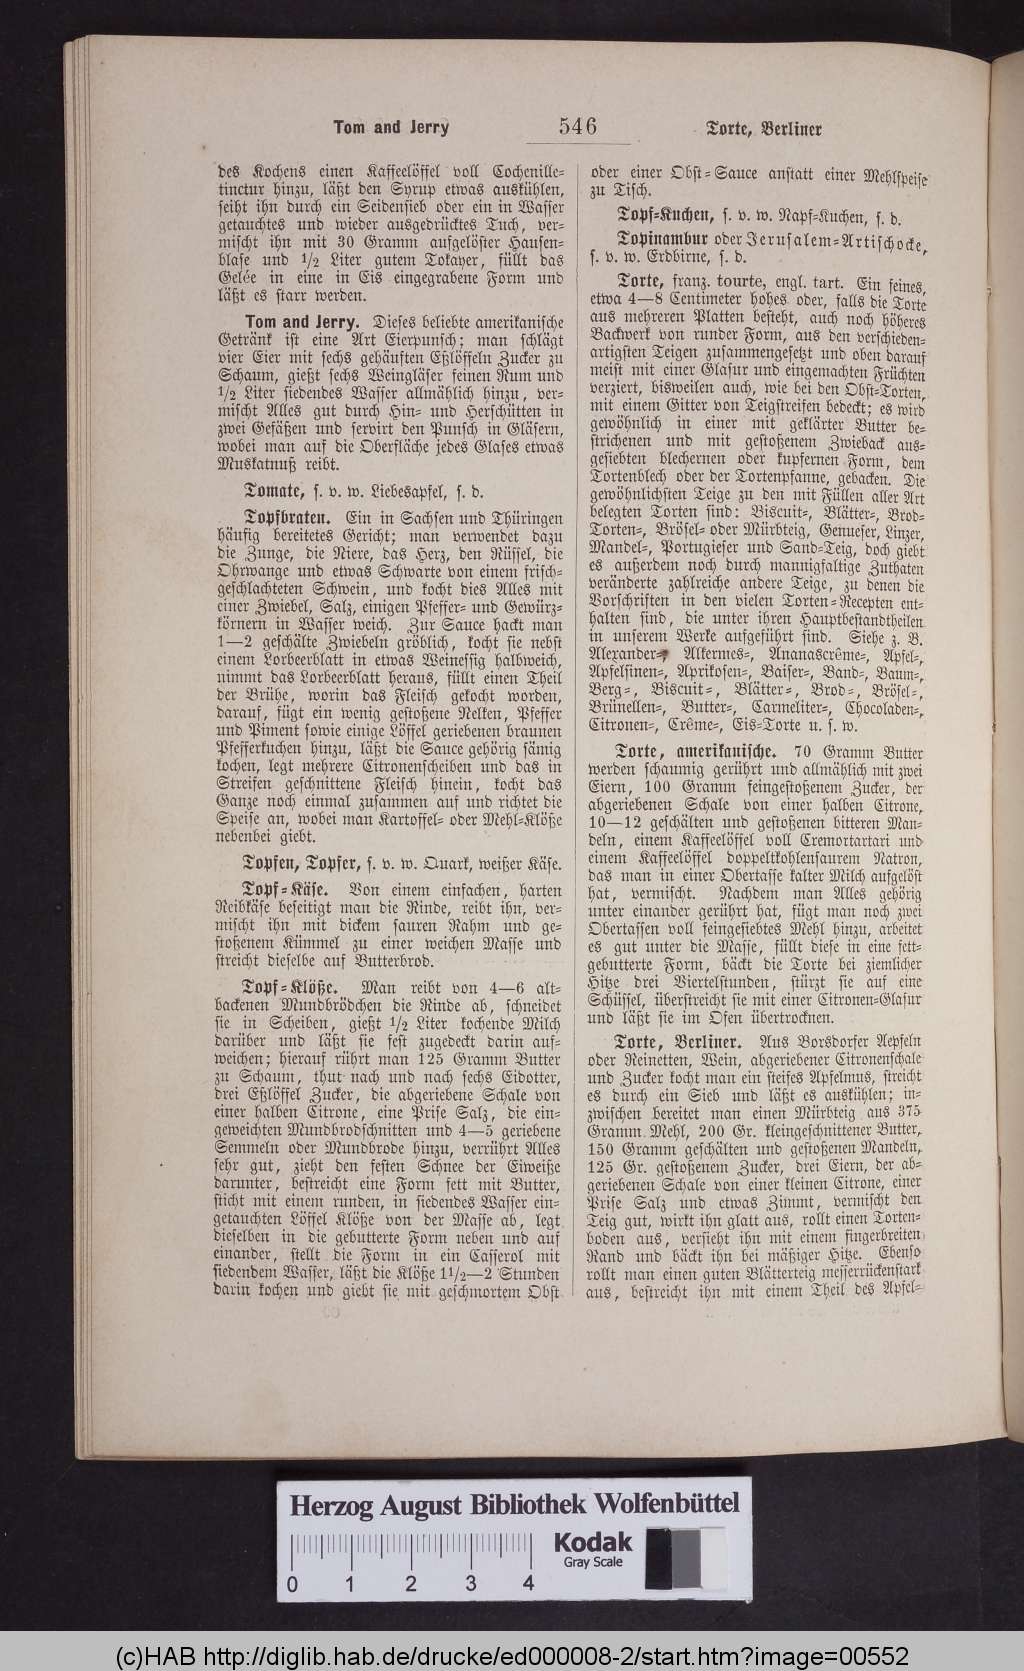 Tom and Jerry
546
Torte, Berliner
des Kochens einen Kaffeelöffel voll Cochenille-
tinctur hinzu, läßt den Syrup etwas auskühlen,
seiht ihn durch ein Seidensieb oder ein in Wasser
getauchtes und wieder ausgedrücktes Tuch, ver-
mischt ihn mit 30 Gramm aufgelöster Hausen-
blase und 1/2 Liter gutem Tokayer, füllt das
Gelée in eine in Eis eingegrabene Form und
läßt es starr werden.
Tom and Jerry. Dieses beliebte amerikanische
Getränk ist eine Art Eierpunsch; man schlägt
vier Eier mit sechs gehäuften Eßlöffeln Zucker zu
Schaum, gießt sechs Weingläser feinen Rum und
1/2 Liter siedendes Wasser allmählich hinzu, ver-
mischt Alles gut durch Hin- und Herschütten in
zwei Gefäßen und servirt den Punsch in Gläsern,
wobei man auf die Oberfläche jedes Glases etwas
Muskatnuß reibt.
Tomate, s. v. w. Liebesapfel, s. d.
Topfbraten. Ein in Sachsen und Thüringen
häufig bereitetes Gericht; man verwendet dazu
die Zunge, die Niere, das Herz, den Rüssel, die
Ohrwange und etwas Schwarte von einem frisch-
geschlachteten Schwein, und kocht dies Alles mit
einer Zwiebel, Salz, einigen Pfeffer- und Gewürz-
körnern in Wasser weich. Zur Sauce hackt man
1—2 geschälte Zwiebeln gröblich, kocht sie nebst
einem Lorbeerblatt in etwas Weinessig halbweich,
nimmt das Lorbeerblatt heraus, füllt einen Theil
der Brühe, worin das Fleisch gekocht worden,
darauf, fügt ein wenig gestoßene Nelken, Pfeffer
und Piment sowie einige Löffel geriebenen braunen
Pfefferkuchen hinzu, läßt die Sauce gehörig sämig
kochen, legt mehrere Citronenscheiben und das in
Streifen geschnittene Fleisch hinein, kocht das
Ganze noch einmal zusammen auf und richtet die
Speise an, wobei man Kartoffel- oder Mehl-Klöße
nebenbei giebt.
Topfen, Topfer, s. v. w. Quark, weißer Käse.
Topf-Käse. Von einem einfachen, harten
Reibkäse beseitigt man die Rinde, reibt ihn, ver-
mischt ihn mit dickem sauren Rahm und ge-
stoßenem Kümmel zu einer weichen Masse und
streicht dieselbe auf Butterbrod.
Topf-Klöße. Man reibt von 4—6 alt-
backenen Mundbrödchen die Rinde ab, schneidet
sie in Scheiben, gießt 1/2 Liter kochende Milch
darüber und läßt sie fest zugedeckt darin auf-
weichen; hierauf rührt man 125 Gramm Butter
zu Schaum, thut nach und nach sechs Eidotter,
drei Eßlöffel Zucker, die abgeriebene Schale von
einer halben Citrone, eine Prise Salz, die ein-
geweichten Mundbrodschnitten und 4—5 geriebene
Semmeln oder Mundbrode hinzu, verrührt Alles
sehr gut, zieht den festen Schnee der Eiweiße
darunter, bestreicht eine Form fett mit Butter,
sticht mit einem runden, in siedendes Wasser ein-
getauchten Löffel Klöße von der Masse ab, legt
dieselben in die gebutterte Form neben und auf
einander, stellt die Form in ein Casserol mit
siedendem Wasser, läßt die Klöße 11/2—2 Stunden
darin kochen und giebt sie mit geschmortem Obst
oder einer Obst-Sauce anstatt einer Mehlspeise
zu Tisch.
Topf-Kuchen, s. v. w. Napf-Kuchen, s. d.
Topinambur oder Jerusalem-Artischocke,
s. v. w. Erdbirne, s. d.
Torte, franz. tourte, engl. tart. Ein feines,
etwa 4—8 Centimeter hohes oder, falls die Torte
aus mehreren Platten besteht, auch noch höheres
Backwerk von runder Form, aus den verschieden-
artigsten Teigen zusammengesetzt und oben darauf
meist mit einer Glasur und eingemachten Früchten
verziert, bisweilen auch, wie bei den Obst-Torten,
mit einem Gitter von Teigstreifen bedeckt; es wird
gewöhnlich in einer mit geklärter Butter be-
strichenen und mit gestoßenem Zwieback aus-
gesiebten blechernen oder kupfernen Form, dem
Tortenblech oder der Tortenpfanne, gebacken. Die
gewöhnlichsten Teige zu den mit Füllen aller Art
belegten Torten sind: Biscuit-, Blätter-, Brod-
Torten-, Brösel- oder Mürbteig, Genueser, Linzer,
Mandel-, Portugieser und Sand-Teig, doch giebt
es außerdem noch durch mannigfaltige Zuthaten
veränderte zahlreiche andere Teige, zu denen die
Vorschriften in den vielen Torten-Recepten ent-
halten sind, die unter ihren Hauptbestandtheilen
in unserem Werke aufgeführt sind. Siehe z. B.
Alexander-, Alkermes-, Ananascrême-, Apfel-,
Apfelsinen-, Aprikosen-, Baiser-, Band-, Baum-,
Berg-, Biscuit-, Blätter-, Brod-, Brösel-,
Brünellen-, Butter-, Carmeliter-, Chocoladen-,
Citronen-, Crême-, Eis-Torte u. s. w.
Torte, amerikanische. 70 Gramm Butter
werden schaumig gerührt und allmählich mit zwei
Eiern, 100 Gramm feingestoßenem Zucker, der
abgeriebenen Schale von einer halben Citrone,
10—12 geschälten und gestoßenen bitteren Man-
deln, einem Kaffeelöffel voll Cremortartari und
einem Kaffeelöffel doppeltkohlensaurem Natron,
das man in einer Obertasse kalter Milch aufgelöst
hat, vermischt. Nachdem man Alles gehörig
unter einander gerührt hat, fügt man noch zwei
Obertassen voll feingesiebtes Mehl hinzu, arbeitet
es gut unter die Masse, füllt diese in eine fett-
gebutterte Form, bäckt die Torte bei ziemlicher
Hitze drei Viertelstunden, stürzt sie auf eine
Schüssel, überstreicht sie mit einer Citronen-Glasur
und läßt sie im Ofen übertrocknen.
Torte, Berliner. Aus Borsdorfer Aepfeln
oder Reinetten, Wein, abgeriebener Citronenschale
und Zucker kocht man ein steifes Apfelmus, streicht
es durch ein Sieb und läßt es auskühlen; in-
zwischen bereitet man einen Mürbteig aus 375
Gramm Mehl, 200 Gr. kleingeschnittener Butter,
150 Gramm geschälten und gestoßenen Mandeln,
125 Gr. gestoßenem Zucker, drei Eiern, der ab-
geriebenen Schale von einer kleinen Citrone, einer
Prise Salz und etwas Zimmt, vermischt den
Teig gut, wirkt ihn glatt aus, rollt einen Torten-
boden aus, versieht ihn mit einem fingerbreiten
Rand und bäckt ihn bei mäßiger Hitze. Ebenso
rollt man einen guten Blätterteig messerrückenstark
aus, bestreicht ihn mit einem Theil des Apfel-
Herzog August Bibliothek Wolfenbüttel
Kodak
Gray Scale
0 1 2 3 4
(c)HAB http://diglib.hab.de/drucke/ed000008-2/start.htm?image=00552